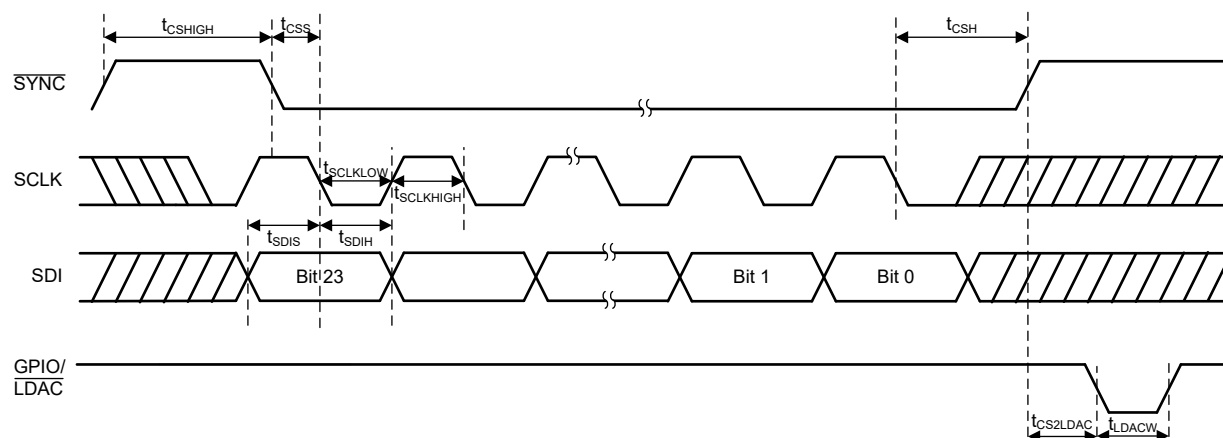 tCSHIGH tCSS tCSH
SYNC
SCLK tSCLKLOW
tSCLKHIGH
tSDIS tSDIH
SDI Bit 23 Bit 1 Bit 0
GPIO/
LDAC
tCS2LDAC tLDACW